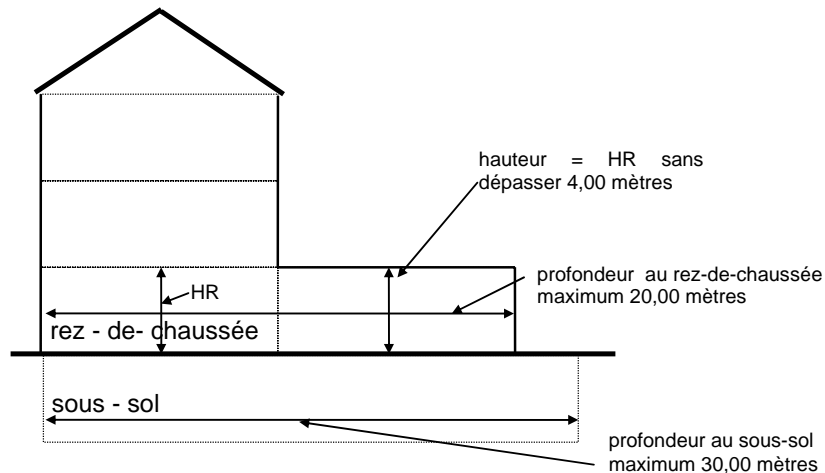 hauteur = HR sans
dépasser 4,00 mètres
profondeur au rez-de-chaussée
maximum 20,00 mètres
HR
rez - de- chaussée
sous - sol
profondeur au sous-sol
maximum 30,00 mètres